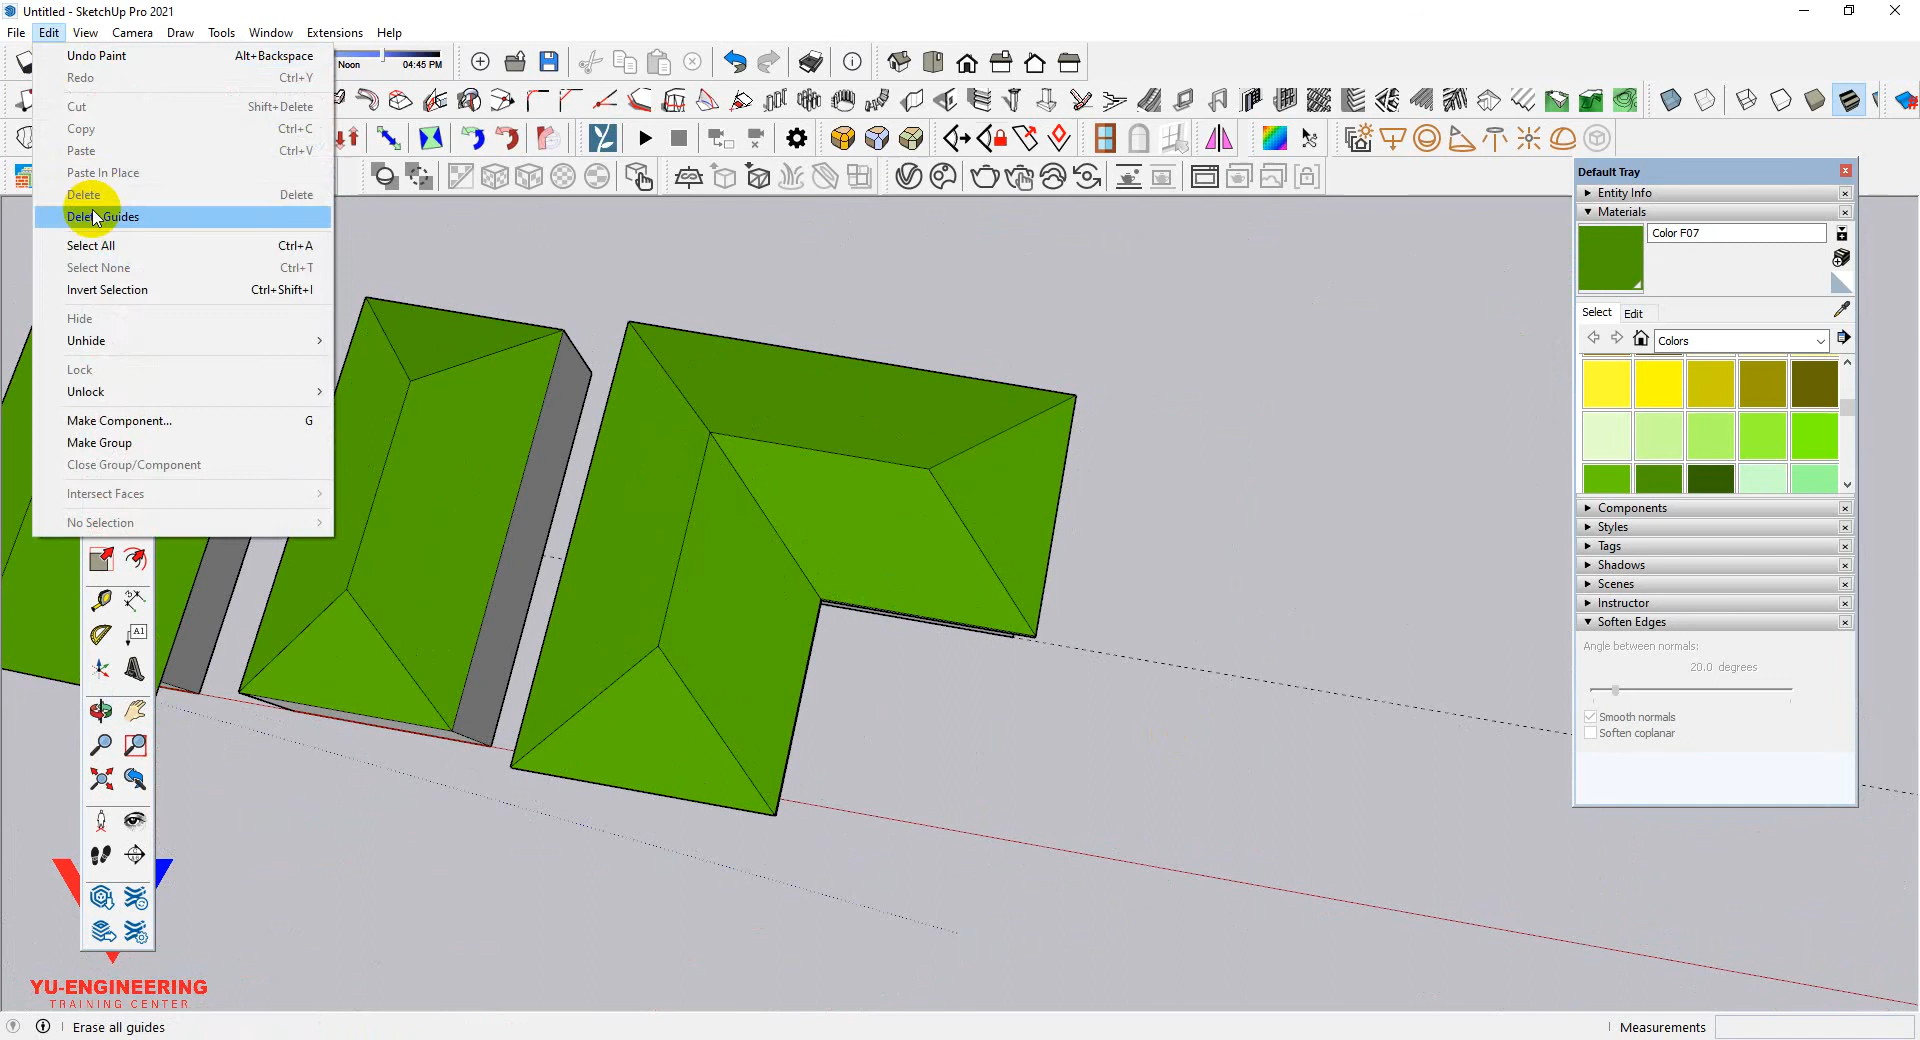 Untitled - SketchUp Pro 2021
File Edit View Camera Draw Tools Window Extensions Help
Undo Paint Alt+Backspace
Redo Ctrl+Y
Cut Shift+Delete
Copy Ctrl+C
Paste Ctrl+V
Paste In Place
Delete Delete
Delete Guides
Select All Ctrl+A
Select None Ctrl+T
Invert Selection Ctrl+Shift+I
Hide
Unhide
Lock
Unlock
Make Component... G
Make Group
Close Group/Component
Intersect Faces
No Selection
Noon 04:45 PM
Default Tray
Entity Info
Materials
Color F07
Select Edit
Colors
Components
Styles
Tags
Shadows
Scenes
Instructor
Soften Edges
Angle between normals:
20.0 degrees
Smooth normals
Soften coplanar
A1
YU-ENGINEERING
TRAINING CENTER
Erase all guides
Measurements